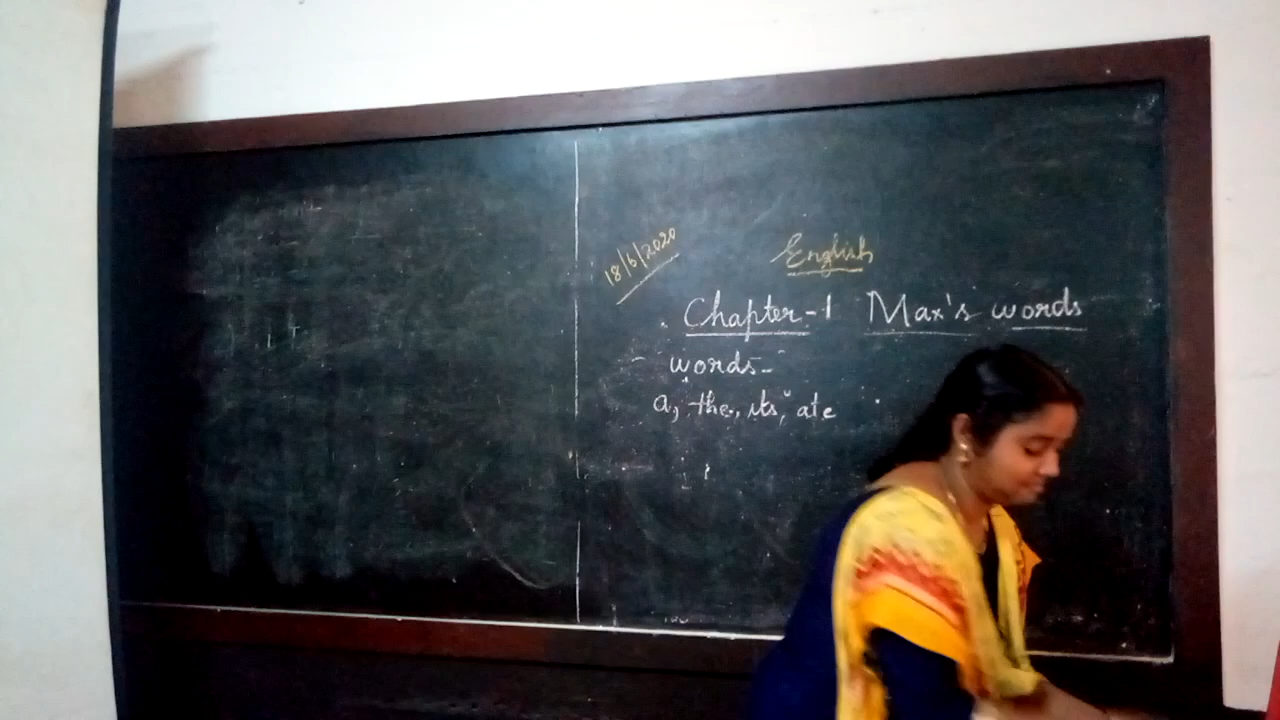 18/6/2020
English
Chapter-1 Max's words
words-
a, the, its, ate